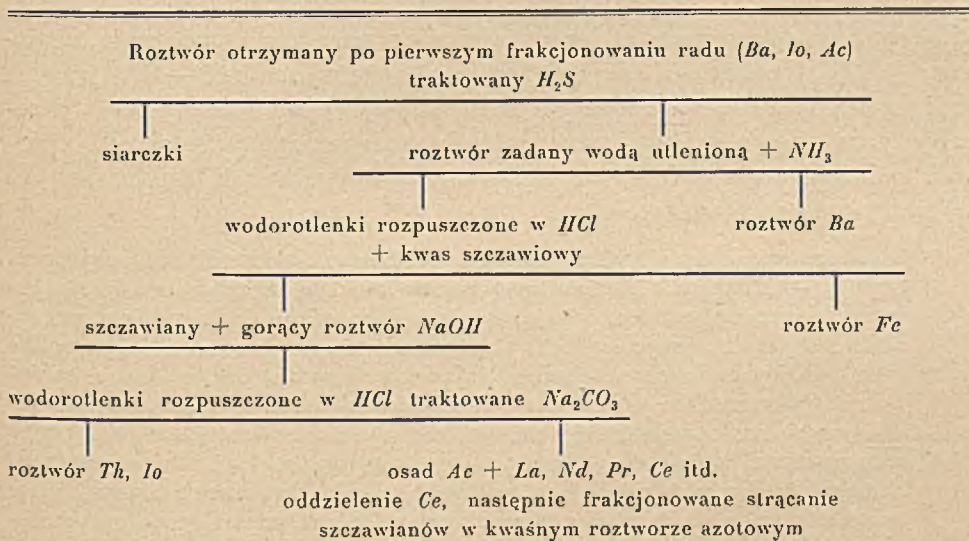 Roztwór otrzymany po pierwszym frakcjonowaniu radu (Ba, Io, Ac)
traktowany H₂S
siarczki
roztwór zadany wodą utlenioną + NH₃
wodorotlenki rozpuszczone w HCl
+ kwas szczawiowy
roztwór Ba
szczawiany + gorący roztwór NaOH
roztwór Fe
wodorotlenki rozpuszczone w HCl traktowane Na₂CO₃
roztwór Th, Io
osad Ac + La, Nd, Pr, Ce itd.
oddzielenie Ce, następnie frakcjonowane strącanie
szczawianów w kwaśnym roztworze azotowym